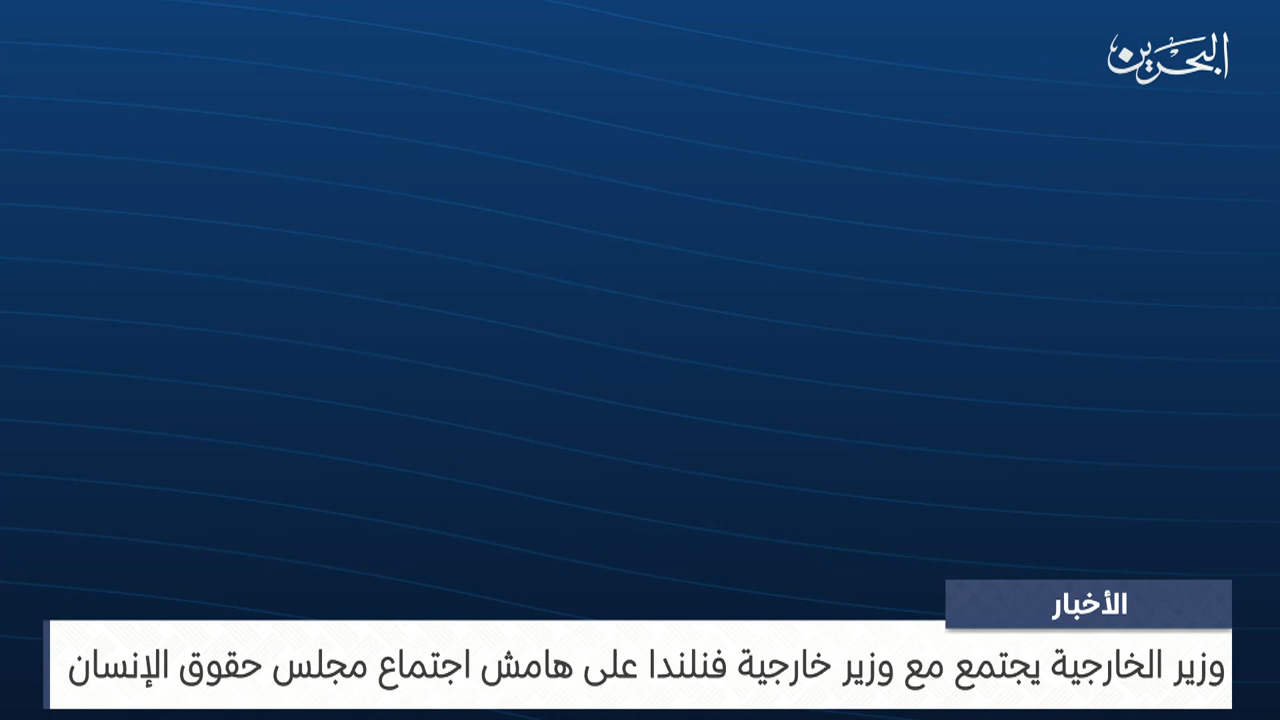 البحرين
الأخبار
وزير الخارجية يجتمع مع وزير خارجية فنلندا على هامش اجتماع مجلس حقوق الإنسان